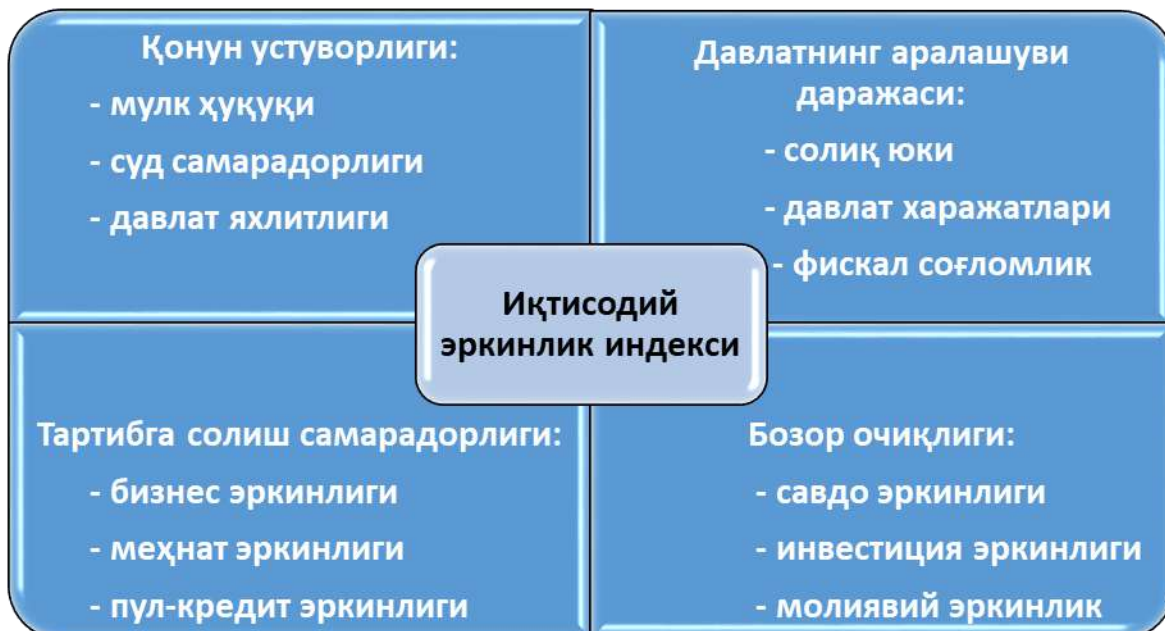 Қонун устуворлиги:
- мулк ҳуқуқи
- суд самарадорлиги
- давлат яхлитлиги
Давлатнинг аралашуви
даражаси:
- солиқ юки
- давлат харажатлари
- фискал соғломлик
Иқтисодий
эркинлик индекси
Тартибга солиш самарадорлиги:
- бизнес эркинлиги
- меҳнат эркинлиги
- пул-кредит эркинлиги
Бозор очиқлиги:
- савдо эркинлиги
- инвестиция эркинлиги
- молиявий эркинлик